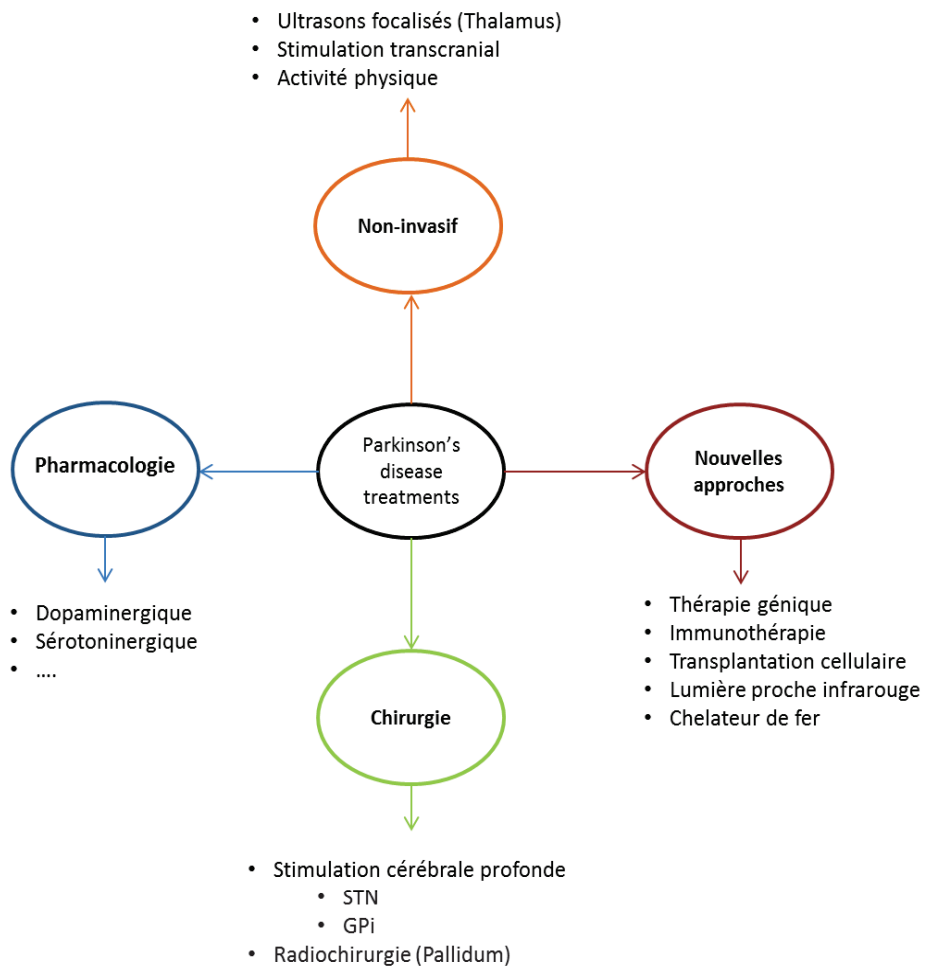 • Ultrasons focalisés (Thalamus)
• Stimulation transcranial
• Activité physique
Non-invasif
Pharmacologie
Parkinson's
disease
treatments
Nouvelles
approches
• Dopaminergique
• Sérotoninergique
• ....
• Thérapie génique
• Immunothérapie
• Transplantation cellulaire
• Lumière proche infrarouge
• Chelateur de fer
Chirurgie
• Stimulation cérébrale profonde
• STN
• GPi
• Radiochirurgie (Pallidum)